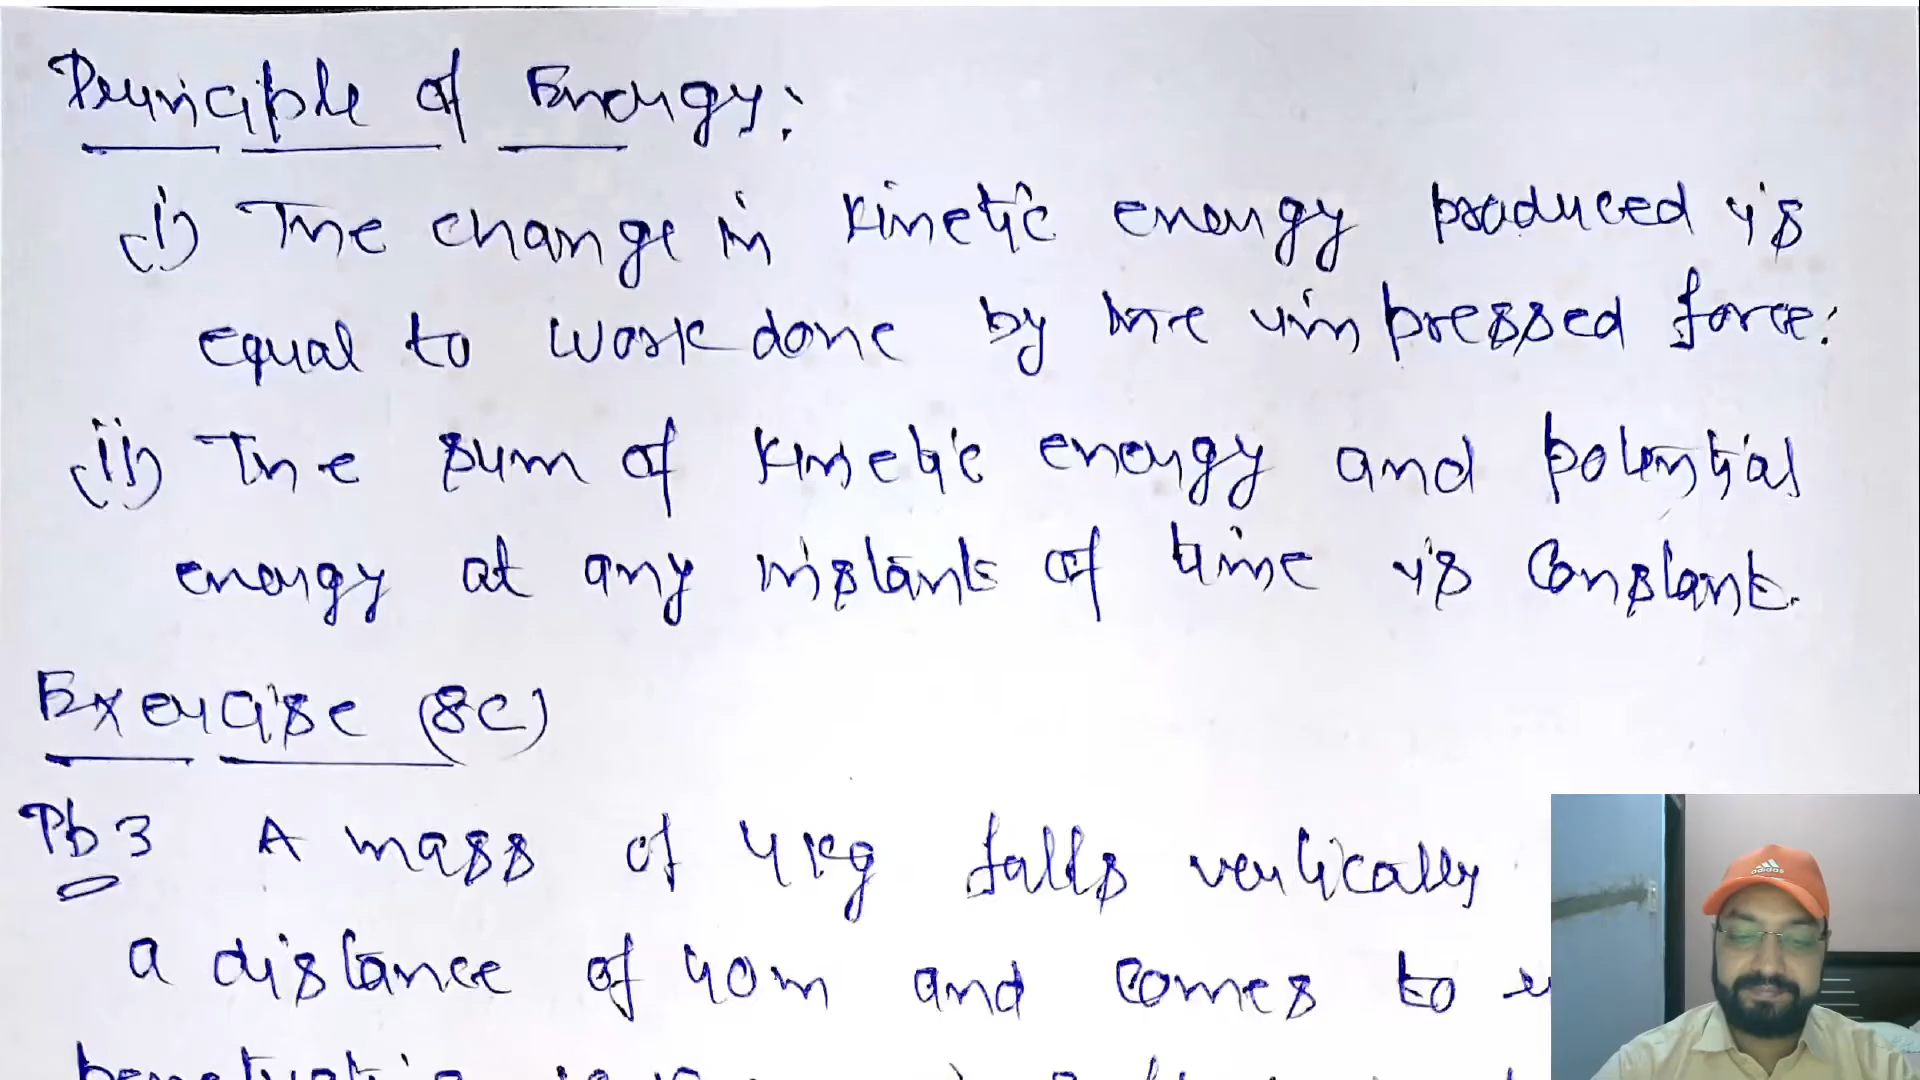 Principle of Energy:
(i) The change in kinetic energy produced is
equal to workdone by the impressed force.
(ii) The sum of kinetic energy and potential
energy at any instant of time is Constant.
Exercise (8C)
Pb 3 A mass of 4kg falls vertically
a distance of 40m and comes to
adidas